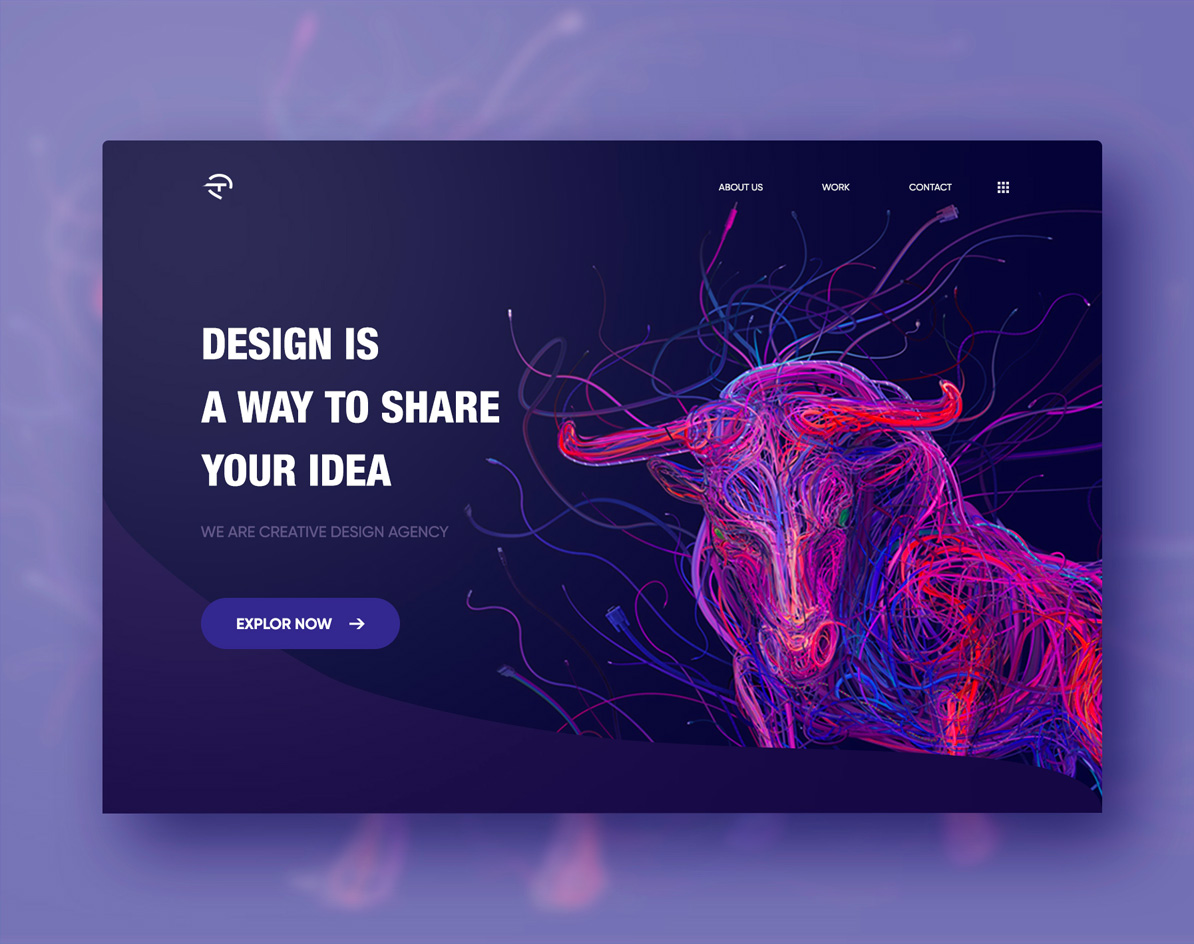 ABOUT US
WORK
CONTACT
DESIGN IS
A WAY TO SHARE
YOUR IDEA
WE ARE CREATIVE DESIGN AGENCY
EXPLOR NOW